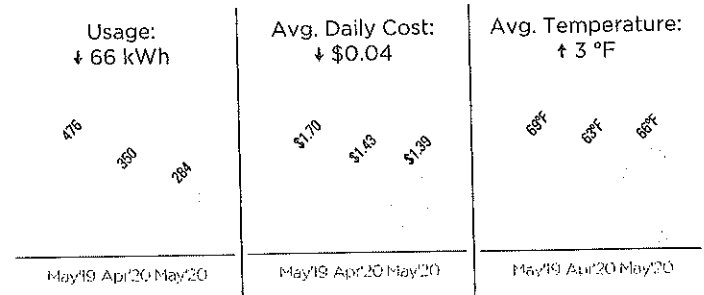 Usage:
↓ 66 kWh
476
350
284
May'19 Apr'20 May'20
Avg. Daily Cost:
↓ $0.04
$1.70
$1.43
$1.39
May'19 Apr'20 May'20
Avg. Temperature:
↑ 3 °F
69°F
63°F
66°F
May'19 Apr'20 May'20